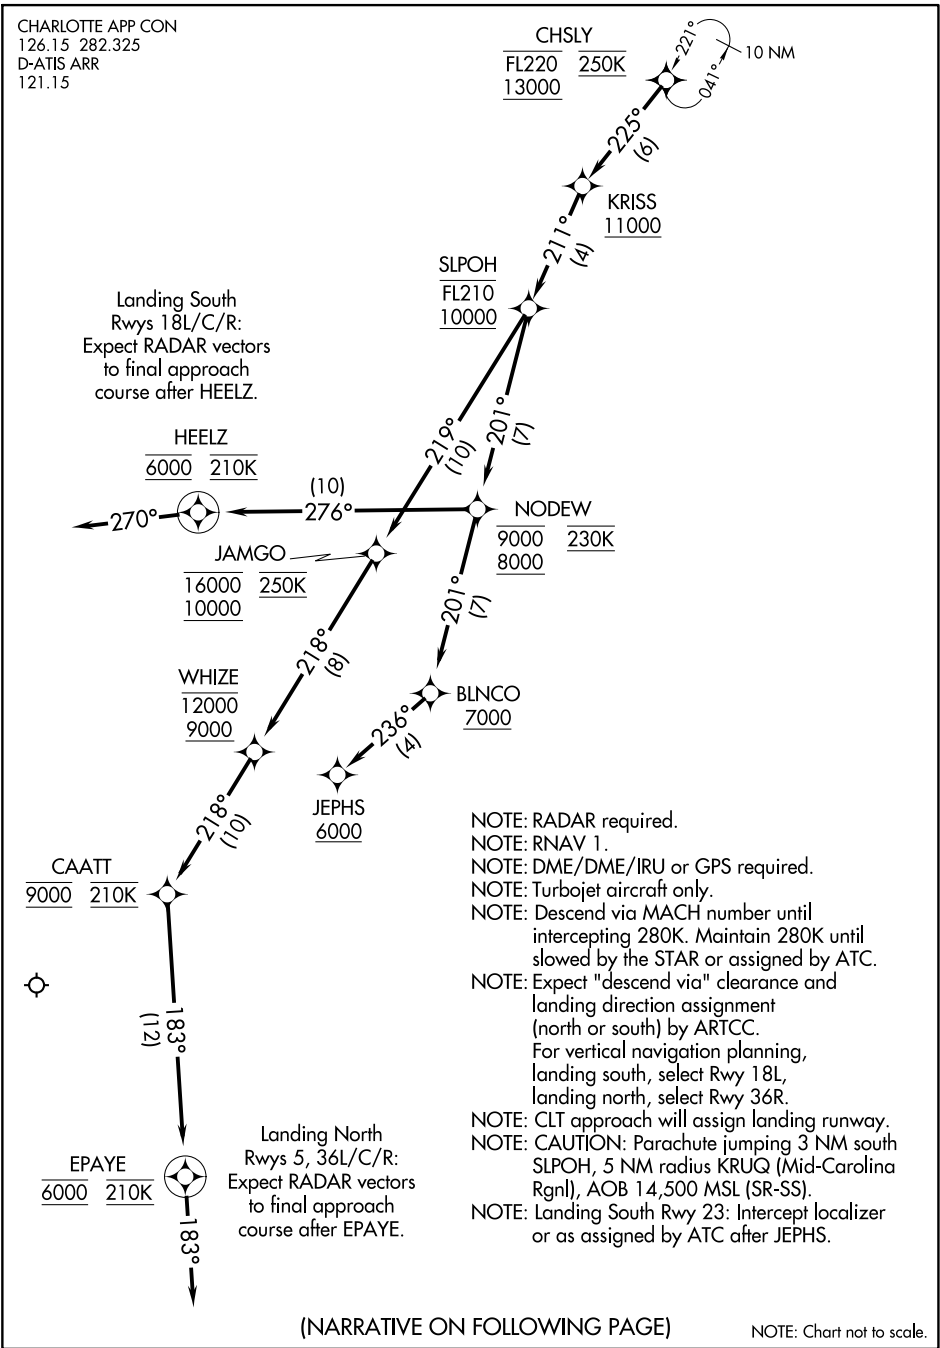 CHARLOTTE APP CON
126.15 282.325
D-ATIS ARR
121.15
CHSLY
FL220 250K
13000
221°
041°
10 NM
225°
(6)
KRISS
11000
211°
(4)
SLPOH
FL210
10000
Landing South
Rwys 18L/C/R:
Expect RADAR vectors
to final approach
course after HEELZ.
219°
(10)
201°
(7)
HEELZ
6000 210K
270°
(10)
276°
NODEW
9000 230K
8000
JAMGO
16000 250K
10000
201°
(7)
218°
(8)
WHIZE
12000
9000
BLNCO
7000
236°
(4)
JEPHS
6000
218°
(10)
CAATT
9000 210K
183°
(12)
EPAYE
6000 210K
183°
Landing North
Rwys 5, 36L/C/R:
Expect RADAR vectors
to final approach
course after EPAYE.
NOTE: RADAR required.
NOTE: RNAV 1.
NOTE: DME/DME/IRU or GPS required.
NOTE: Turbojet aircraft only.
NOTE: Descend via MACH number until
intercepting 280K. Maintain 280K until
slowed by the STAR or assigned by ATC.
NOTE: Expect "descend via" clearance and
landing direction assignment
(north or south) by ARTCC.
For vertical navigation planning,
landing south, select Rwy 18L,
landing north, select Rwy 36R.
NOTE: CLT approach will assign landing runway.
NOTE: CAUTION: Parachute jumping 3 NM south
SLPOH, 5 NM radius KRUQ (Mid-Carolina
Rgnl), AOB 14,500 MSL (SR-SS).
NOTE: Landing South Rwy 23: Intercept localizer
or as assigned by ATC after JEPHS.
(NARRATIVE ON FOLLOWING PAGE)
NOTE: Chart not to scale.